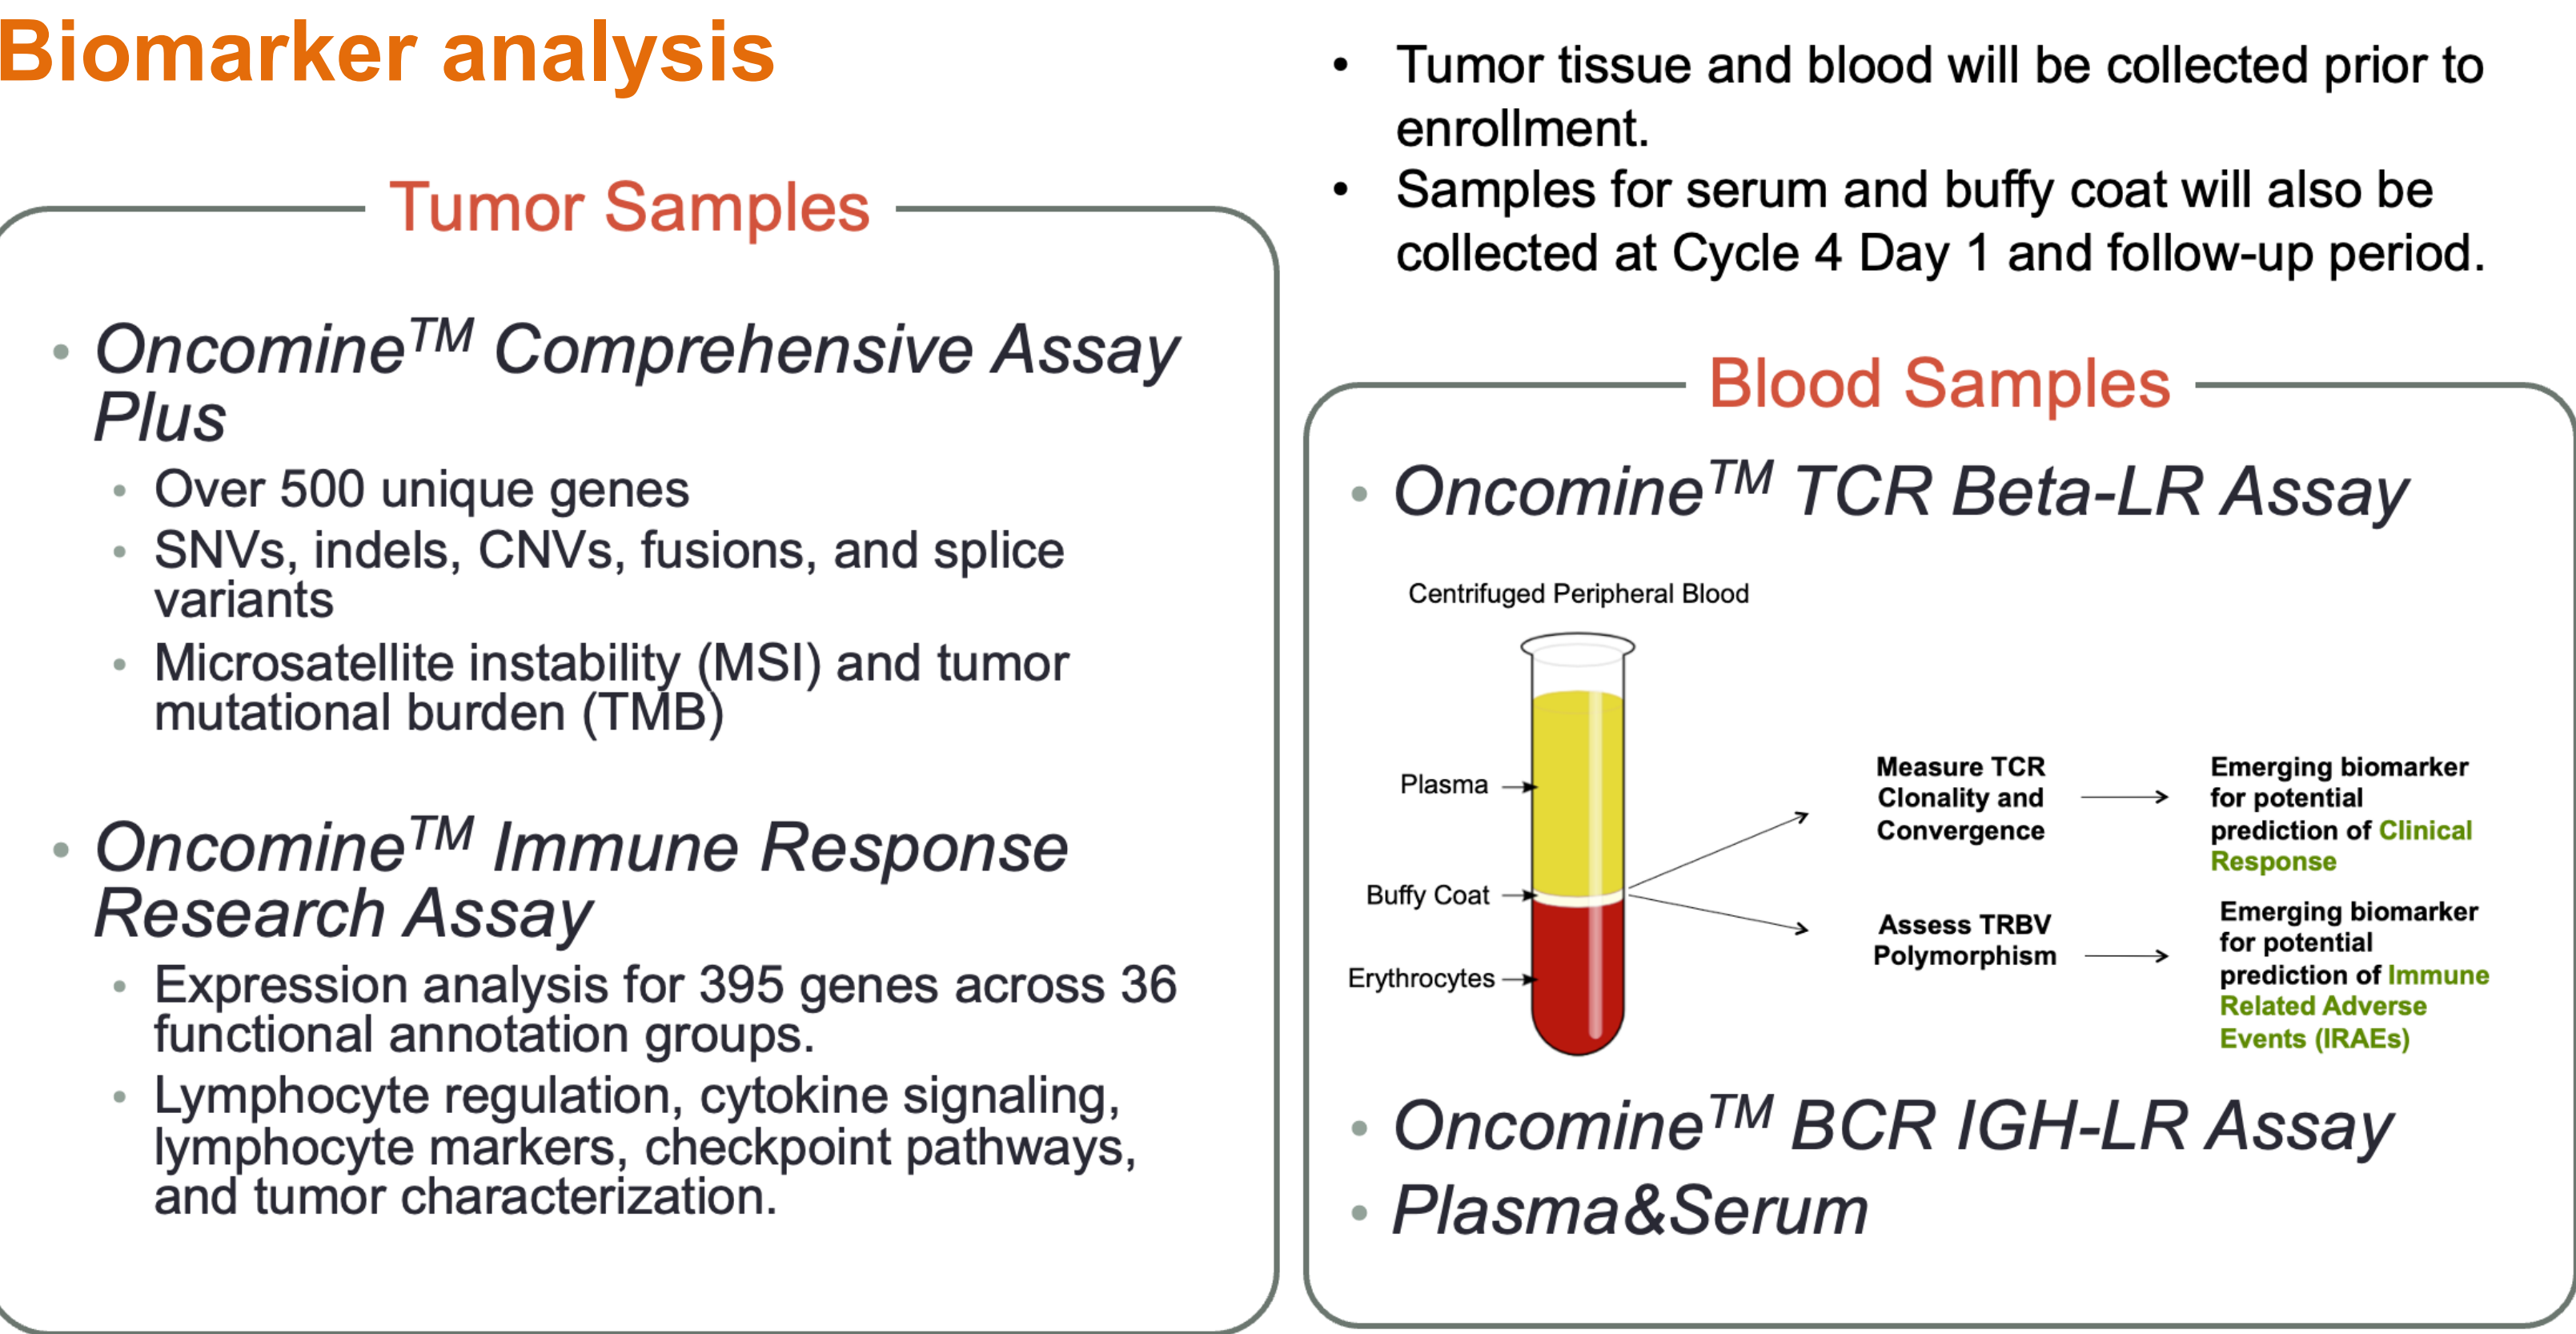 Biomarker analysis
Tumor Samples
• Oncomine™ Comprehensive Assay
Plus
• Over 500 unique genes
• SNVs, indels, CNVs, fusions, and splice
variants
• Microsatellite instability (MSI) and tumor
mutational burden (TMB)
• Oncomine™ Immune Response
Research Assay
• Expression analysis for 395 genes across 36
functional annotation groups.
• Lymphocyte regulation, cytokine signaling,
lymphocyte markers, checkpoint pathways,
and tumor characterization.
• Tumor tissue and blood will be collected prior to
enrollment.
• Samples for serum and buffy coat will also be
collected at Cycle 4 Day 1 and follow-up period.
Blood Samples
• Oncomine™ TCR Beta-LR Assay
Centrifuged Peripheral Blood
Plasma
Buffy Coat
Erythrocytes
Measure TCR
Clonality and
Convergence
Emerging biomarker
for potential
prediction of Clinical
Response
Assess TRBV
Polymorphism
Emerging biomarker
for potential
prediction of Immune
Related Adverse
Events (IRAEs)
• Oncomine™ BCR IGH-LR Assay
• Plasma&Serum